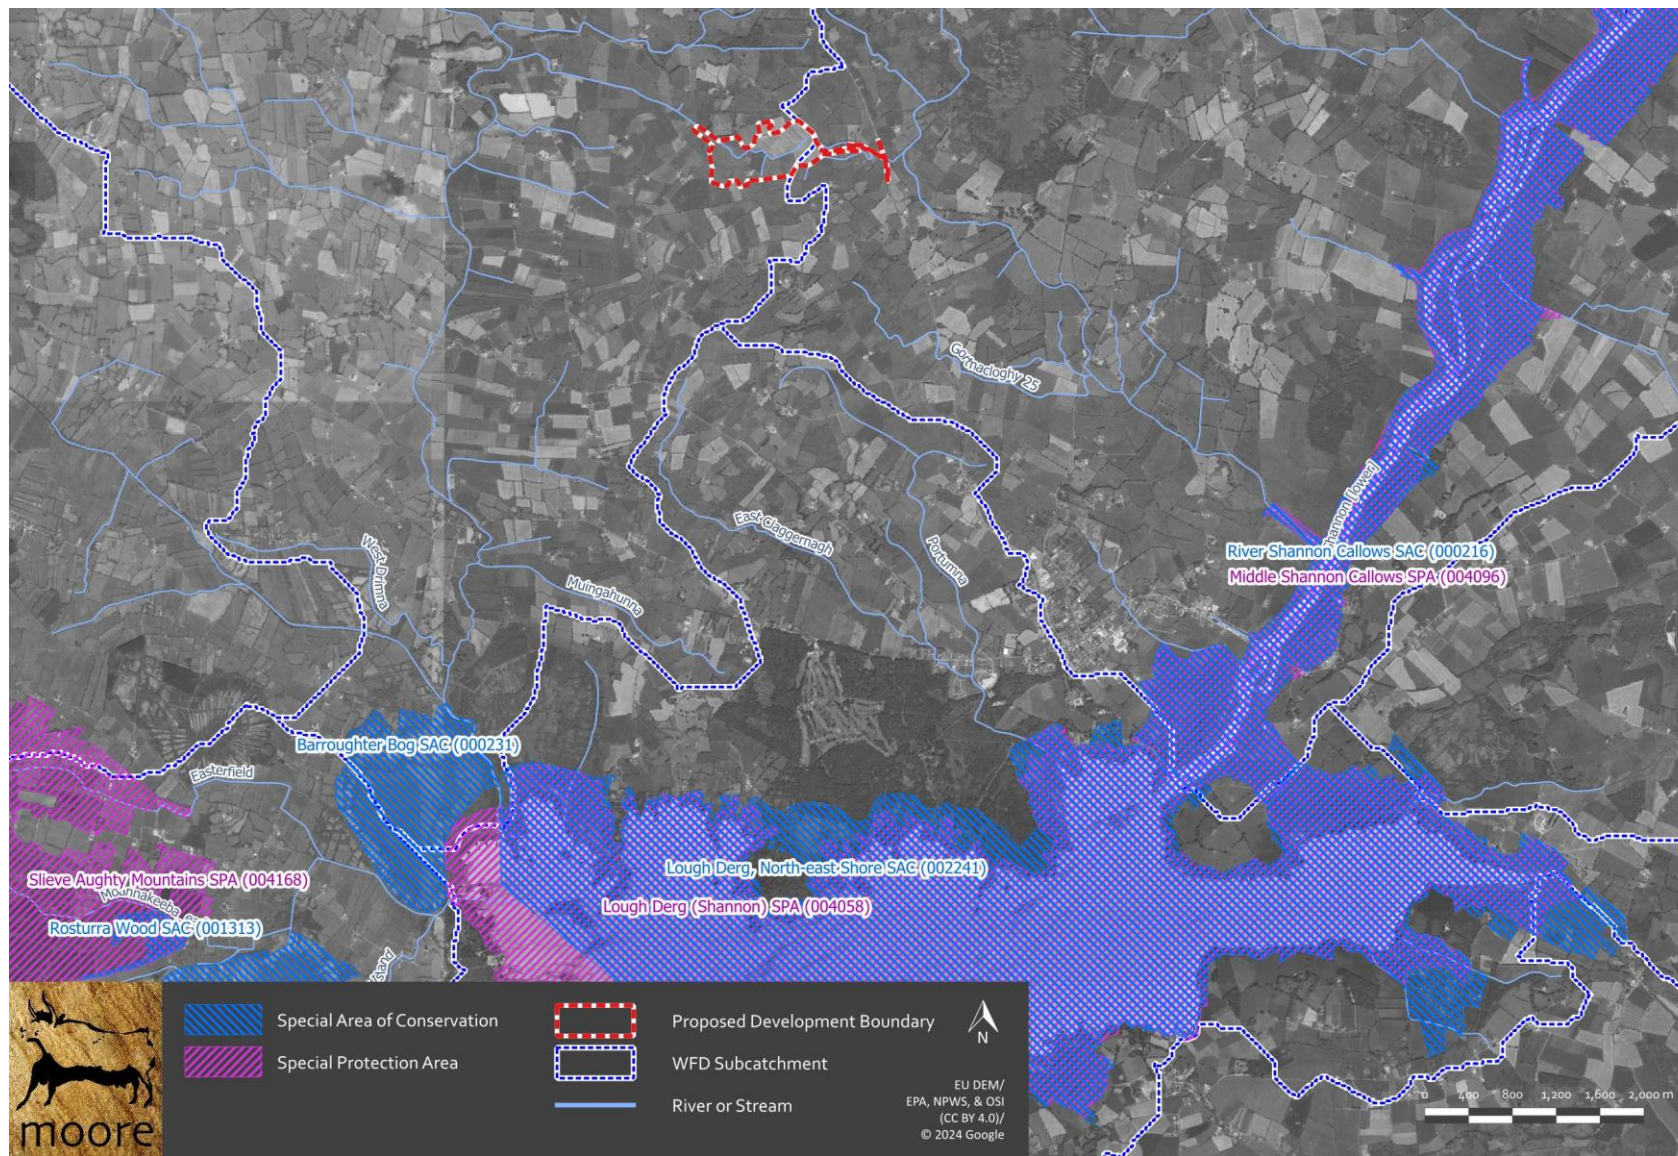 Gortnacloghy 25
West Drimna
East Claggernagh
Portumna
Muingahunna
Shannon [lower]
River Shannon Callows SAC (000216)
Middle Shannon Callows SPA (004096)
Barroughter Bog SAC (000231)
Easterfield
Lough Derg, North-east Shore SAC (002241)
Slieve Aughty Mountains SPA (004168)
Lough Derg (Shannon) SPA (004058)
Rosturra Wood SAC (001313)
moore
Special Area of Conservation
Special Protection Area
Proposed Development Boundary
WFD Subcatchment
River or Stream
N
EU DEM/
EPA, NPWS, & OSI
(CC BY 4.0)/
© 2024 Google
0 400 800 1,200 1,600 2,000 m